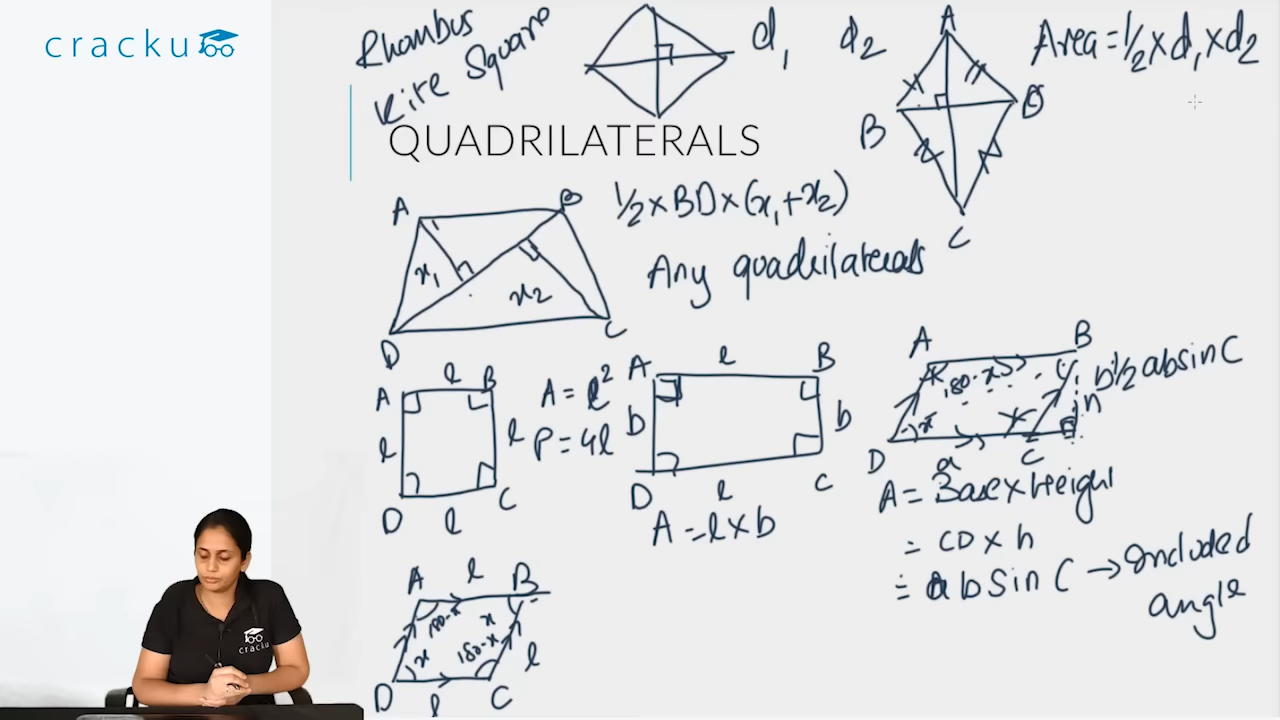 cracku
Rhombus
Kite Square
d1 d2
A
B D
C
Area = 1/2 × d1 × d2
QUADRILATERALS
A B
x1 x2
D C
1/2 × BD × (x1 + x2)
Any quadrilaterals
A l B
l l
D l C
A = l²
P = 4l
A l B
b b
D l C
A = l × b
A B
180-x
x h b
D a C
1/2 ab sin C
A = Base × Height
= CD × h
= ab Sin C → Included
angle
A l B
180-x x
x 180-x l
D l C
cracku